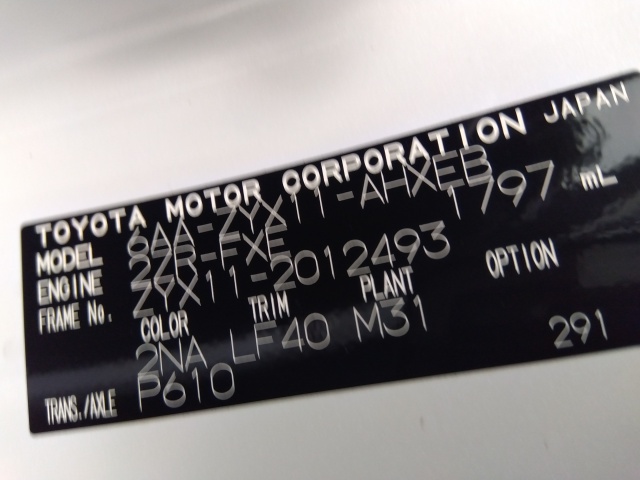 TOYOTA MOTOR CORPORATION JAPAN
MODEL 6AA-ZYX11-AHXEB
ENGINE 2ZR-FXE 1797 mL
FRAME No. ZYX11-2012493
COLOR TRIM PLANT OPTION
2NA LF40 M31
TRANS./AXLE P610 291